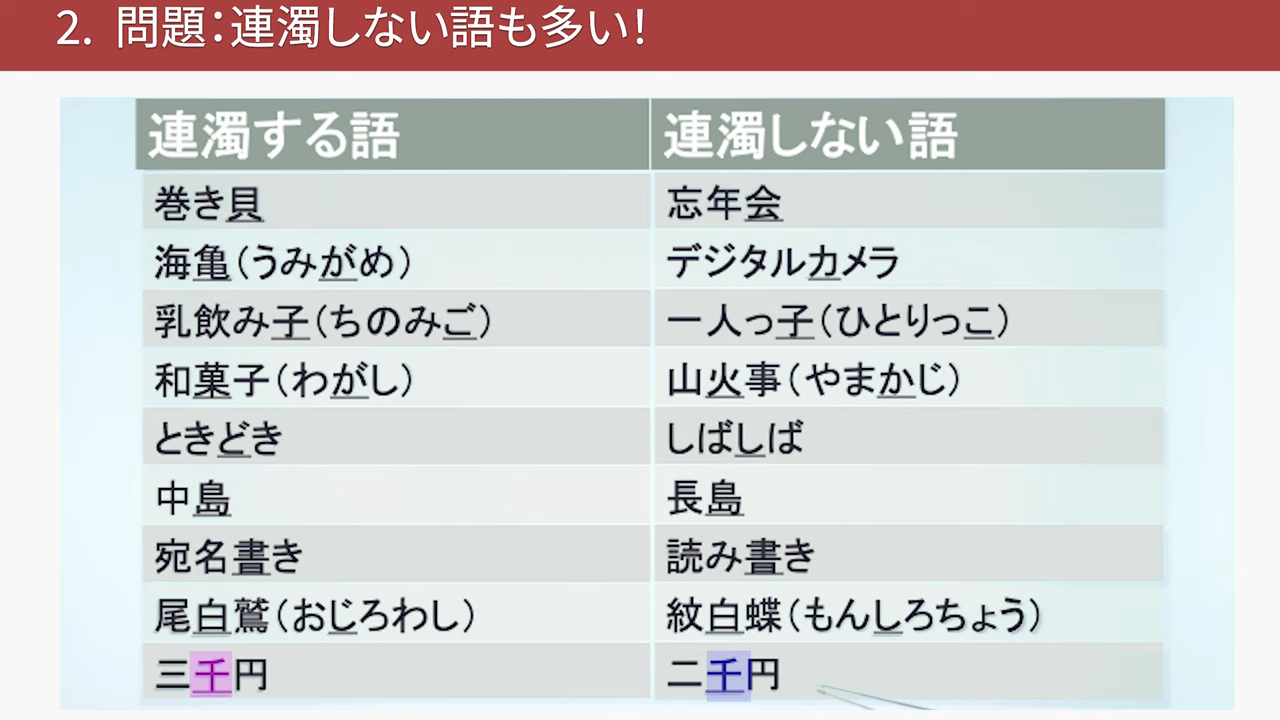 2. 問題：連濁しない語も多い！
連濁する語 連濁しない語
巻き貝 忘年会
海亀（うみがめ） デジタルカメラ
乳飲み子（ちのみご） 一人っ子（ひとりっこ）
和菓子（わがし） 山火事（やまかじ）
ときどき しばしば
中島 長島
宛名書き 読み書き
尾白鷲（おじろわし） 紋白蝶（もんしろちょう）
三千円 二千円